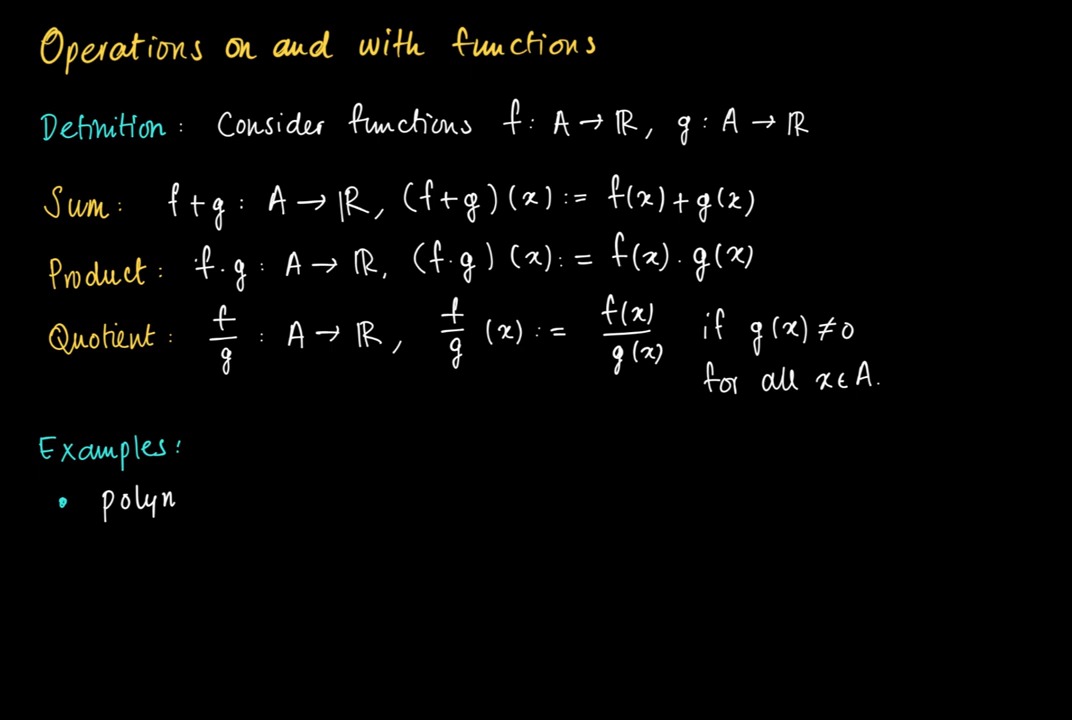 Operations on and with functions
Definition: Consider functions f: A → ℝ, g: A → ℝ
Sum: f+g: A → ℝ, (f+g)(x) := f(x)+g(x)
Product: f·g: A → ℝ, (f·g)(x) := f(x)·g(x)
Quotient: f/g : A → ℝ, f/g (x) := f(x)/g(x) if g(x) ≠ 0
for all x ∈ A.
Examples:
• polyn